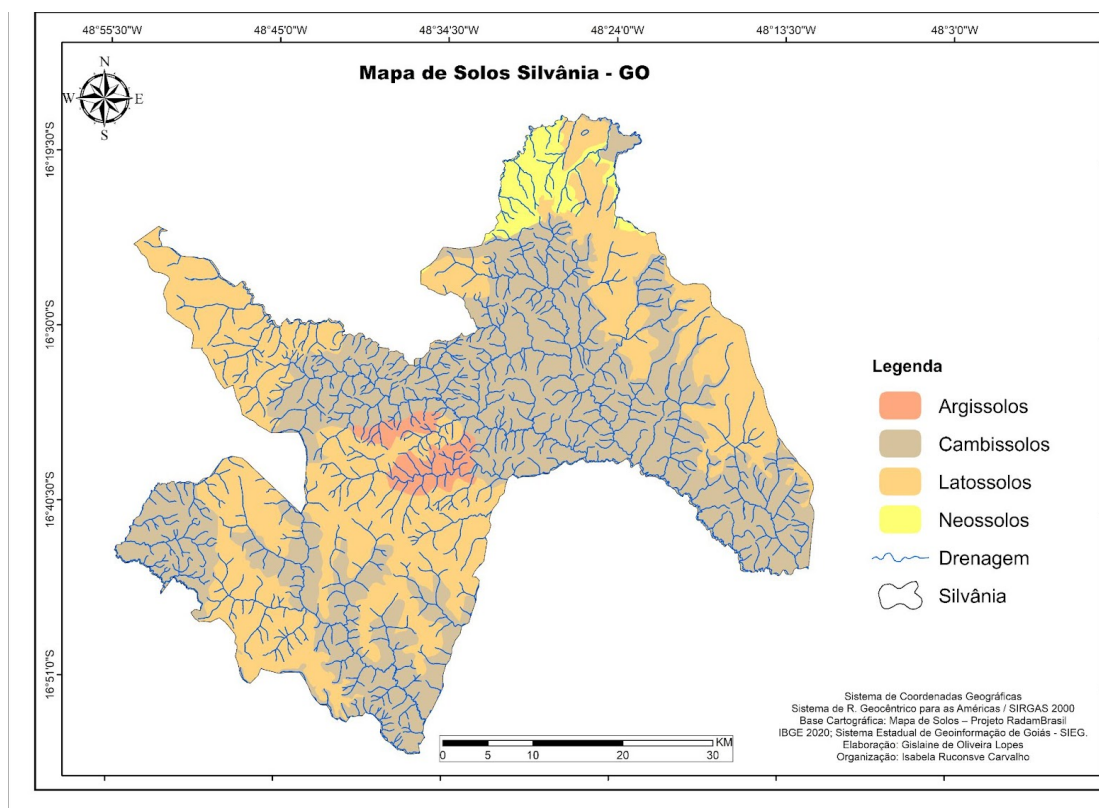 48°55'30"W 48°45'0"W 48°34'30"W 48°24'0"W 48°13'30"W 48°3'0"W
Mapa de Solos Silvânia - GO
N
W E
S
16°19'30"S
16°30'0"S
16°40'30"S
16°51'0"S
Legenda
Argissolos
Cambissolos
Latossolos
Neossolos
Drenagem
Silvânia
KM
0 5 10 20 30
Sistema de Coordenadas Geográficas
Sistema de R. Geocêntrico para as Américas / SIRGAS 2000
Base Cartográfica: Mapa de Solos – Projeto RadamBrasil
IBGE 2020; Sistema Estadual de Geoinformação de Goiás - SIEG.
Elaboração: Gislaine de Oliveira Lopes
Organização: Isabela Ruconsve Carvalho